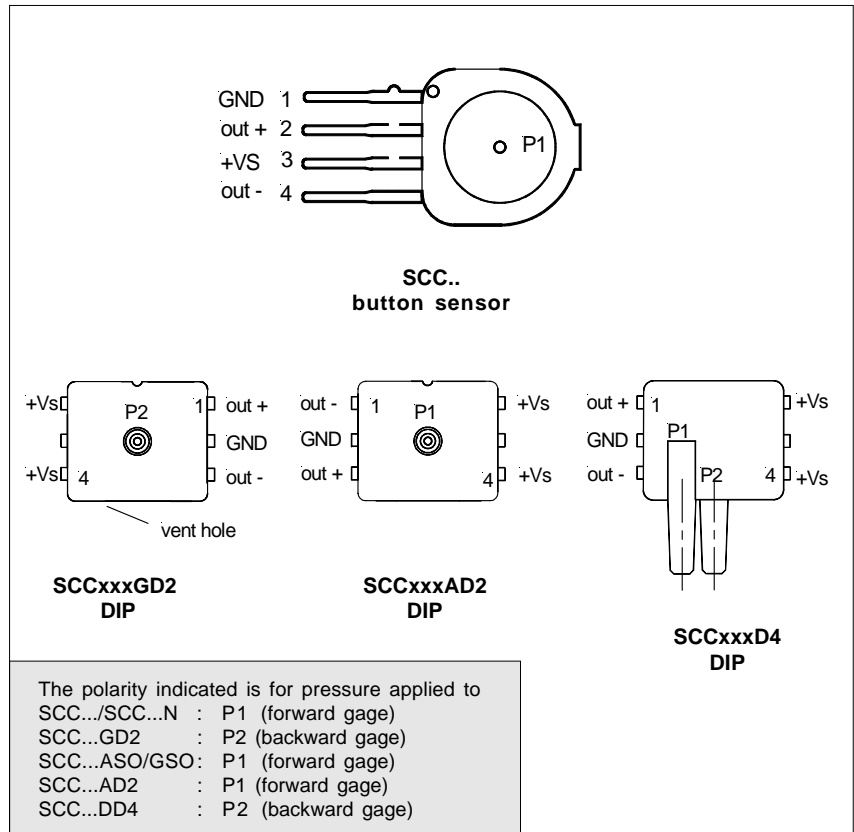 GND 1
out + 2
+VS 3
out - 4
P1
SCC..
button sensor
+Vs P2 1 out +
GND
+Vs 4 out -
vent hole
SCCxxxGD2
DIP
out - 1 P1 +Vs
GND
out + 4 +Vs
SCCxxxAD2
DIP
out + 1 +Vs
GND P1
out - P2 4 +Vs
SCCxxxD4
DIP
The polarity indicated is for pressure applied to
SCC.../SCC...N : P1 (forward gage)
SCC...GD2 : P2 (backward gage)
SCC...ASO/GSO: P1 (forward gage)
SCC...AD2 : P1 (forward gage)
SCC...DD4 : P2 (backward gage)